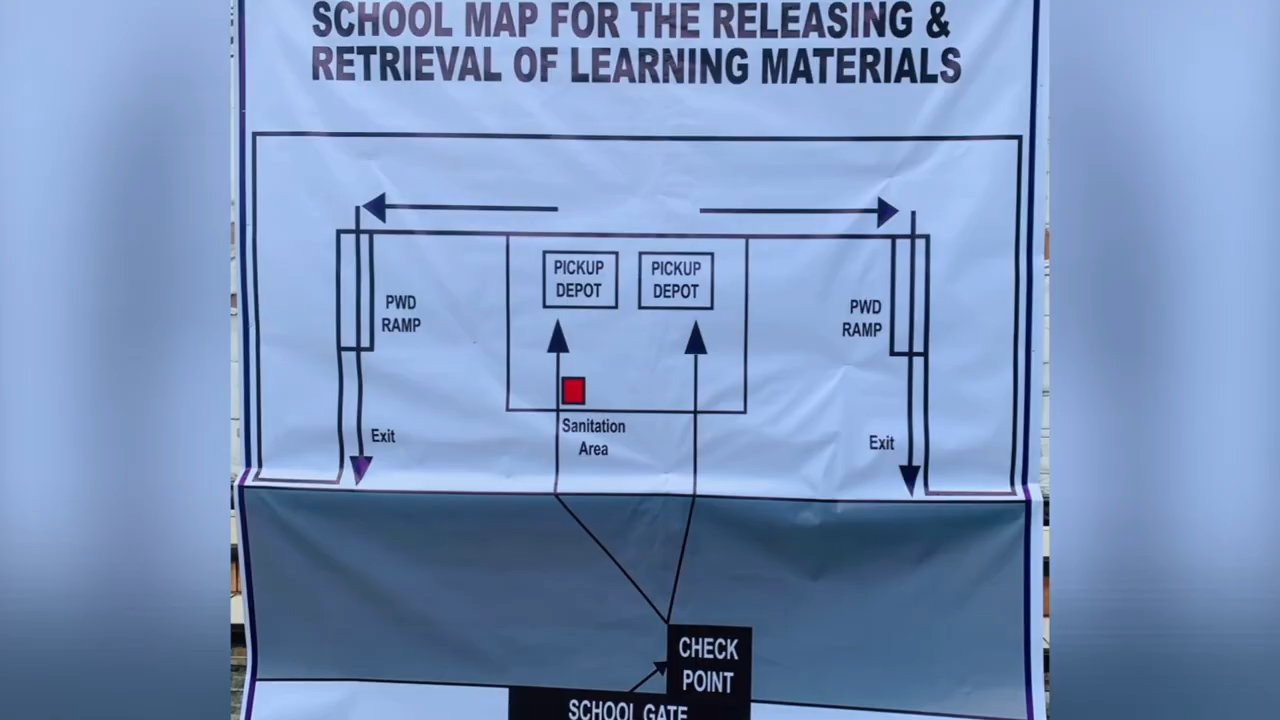 SCHOOL MAP FOR THE RELEASING &
RETRIEVAL OF LEARNING MATERIALS
PICKUP
DEPOT
PICKUP
DEPOT
PWD
RAMP
PWD
RAMP
Sanitation
Area
Exit
Exit
CHECK
POINT
SCHOOL GATE